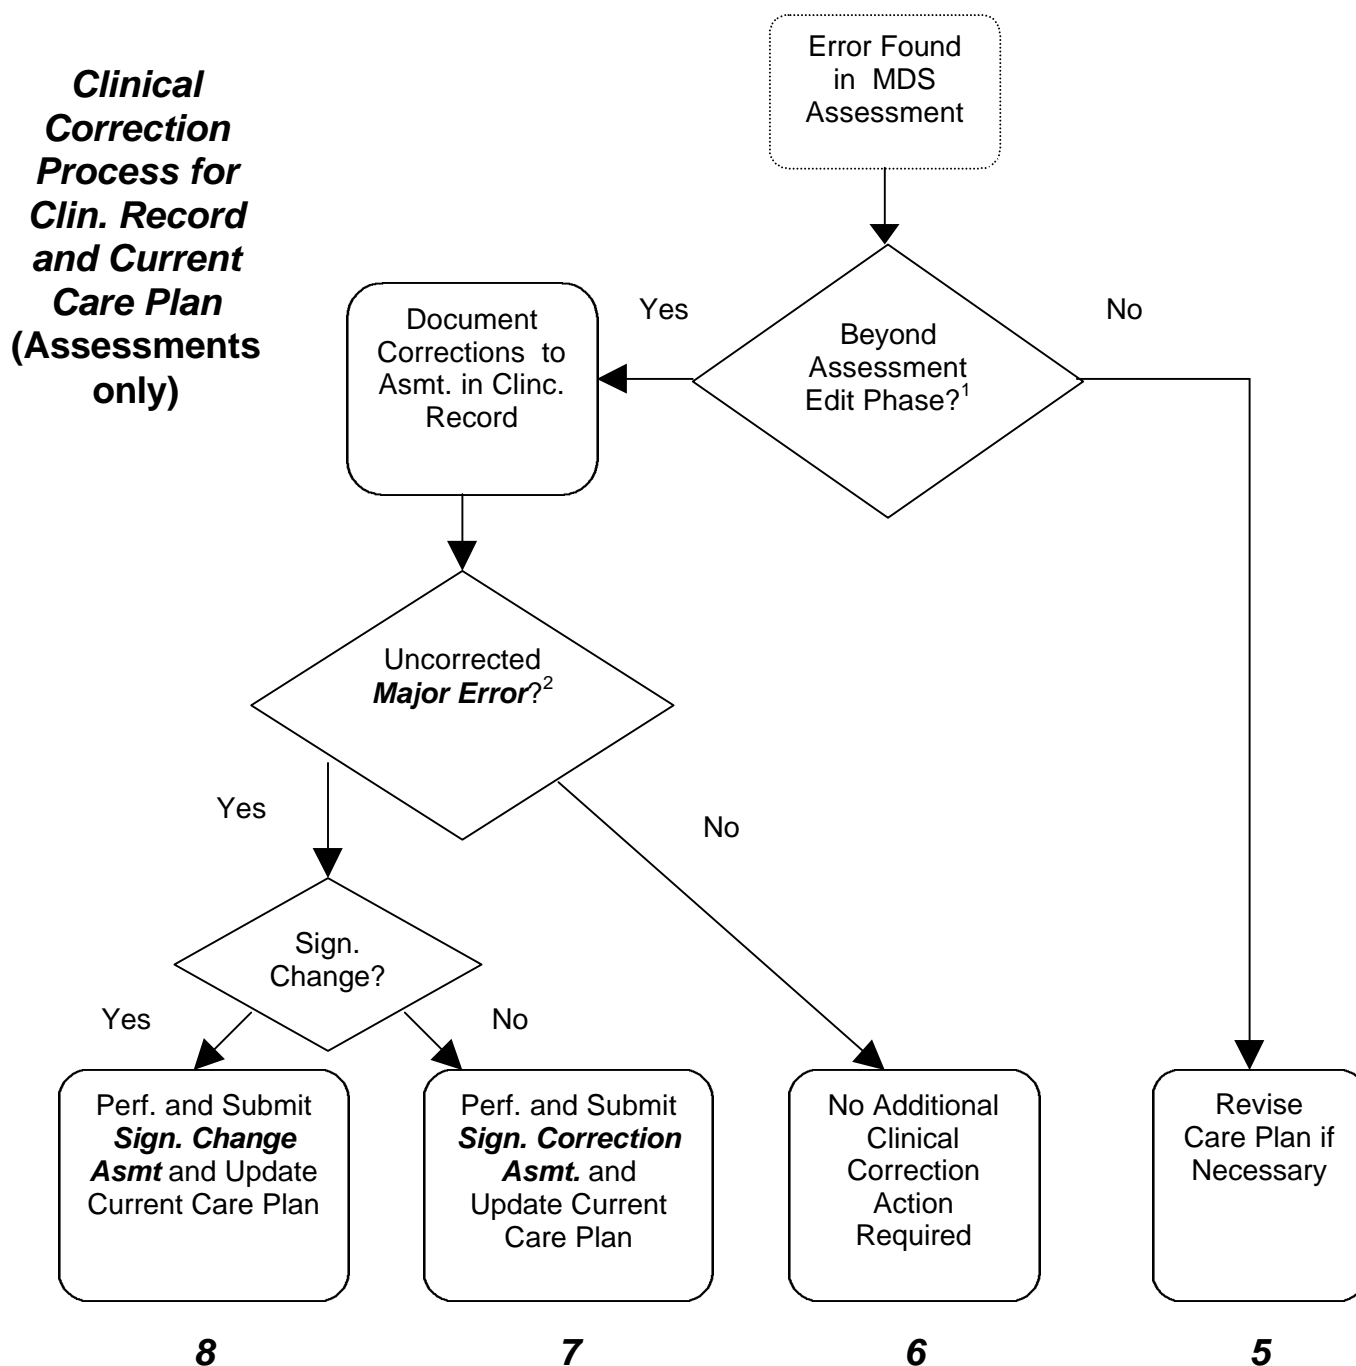 Clinical
Correction
Process for
Clin. Record
and Current
Care Plan
(Assessments
only)
Error Found
in MDS
Assessment
Yes
No
Document
Corrections to
Asmt. in Clinc.
Record
Beyond
Assessment
Edit Phase?¹
Uncorrected
Major Error?²
Yes
No
Sign.
Change?
Yes
No
Perf. and Submit
Sign. Change
Asmt and Update
Current Care Plan
Perf. and Submit
Sign. Correction
Asmt. and
Update Current
Care Plan
No Additional
Clinical
Correction
Action
Required
Revise
Care Plan if
Necessary
8
7
6
5